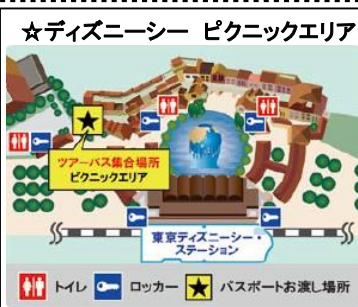 ☆ディズニーシー ピクニックエリア
ツアーバス集合場所
ピクニックエリア
東京ディズニーシー・
ステーション
トイレ ロッカー パスポートお渡し場所